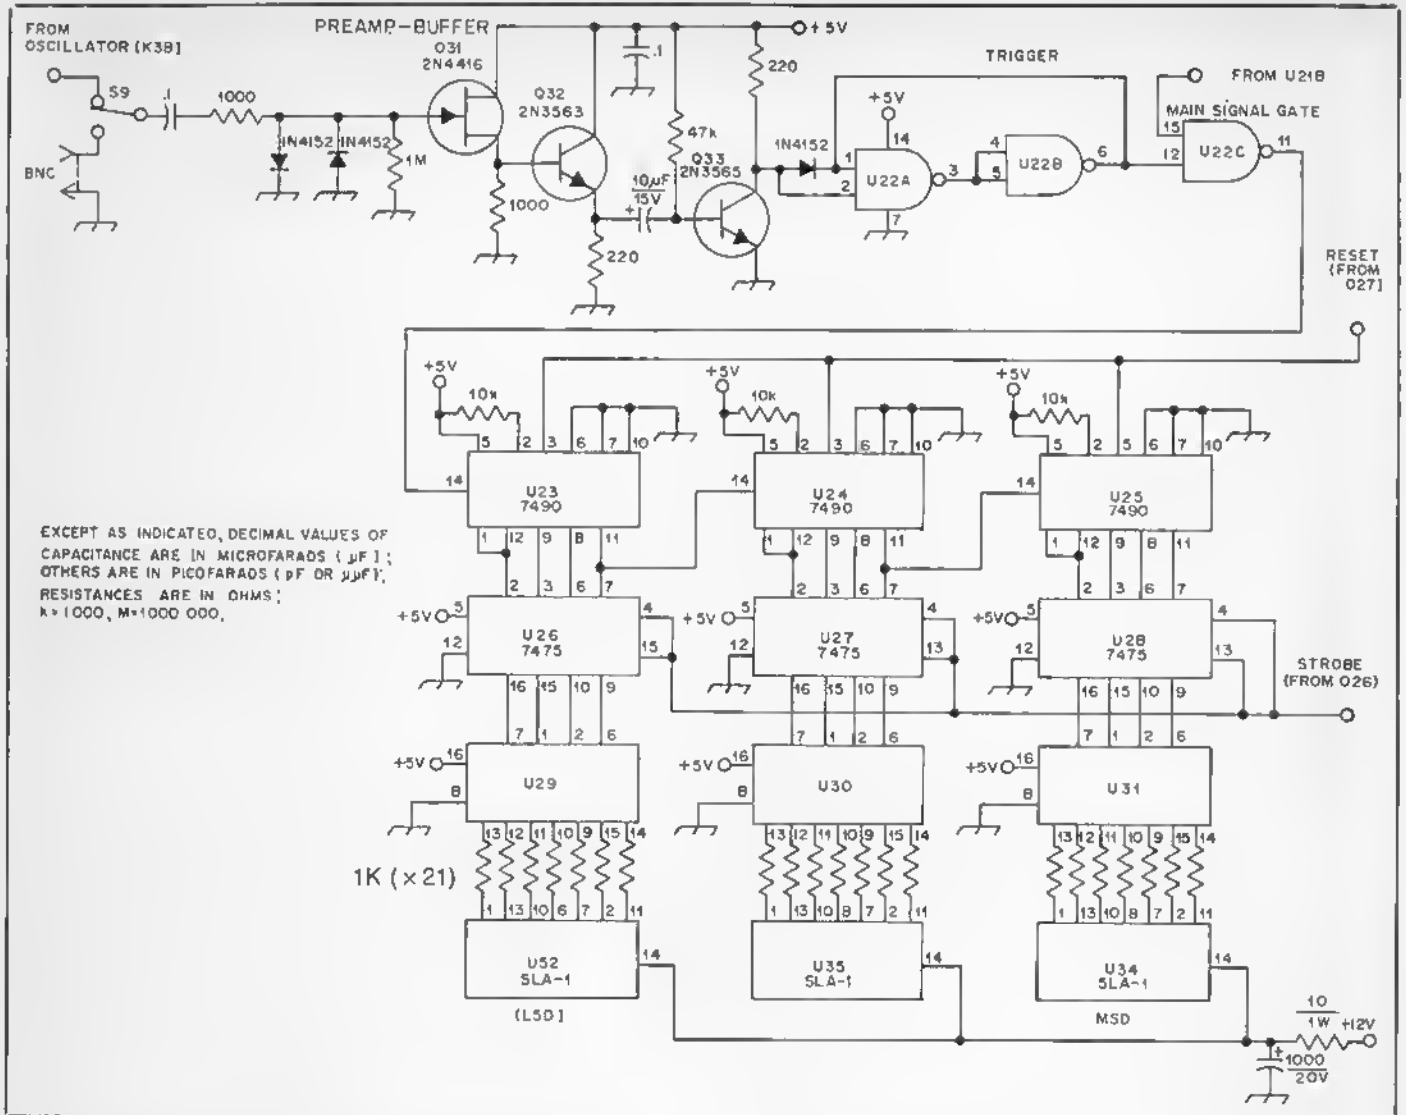 FROM
OSCILLATOR (K3B)
PREAMP-BUFFER
Q31
2N4416
+5V
S9
.1
1000
1N4152
1N4152
1M
BNC
Q32
2N3563
1000
220
.1
10µF
15V
47k
Q33
2N3565
220
1N4152
TRIGGER
+5V
14
1
2
U22A
3
7
4
5
U22B
6
FROM U21B
MAIN SIGNAL GATE
15
12
U22C
11
RESET
(FROM
Q27)
+5V
10k
5 2 3 6 7 10
14
U23
7490
1 12 9 8 11
+5V
10k
5 2 3 6 7 10
14
U24
7490
1 12 9 8 11
+5V
10k
5 2 5 6 7 10
14
U25
7490
1 12 9 8 11
EXCEPT AS INDICATED, DECIMAL VALUES OF
CAPACITANCE ARE IN MICROFARADS (µF);
OTHERS ARE IN PICOFARADS (pF OR µµF);
RESISTANCES ARE IN OHMS;
k=1000, M=1000 000.
2 3 6 7
+5V 5
12
U26
7475
4
15
16 15 10 9
2 3 6 7
+5V 5
12
U27
7475
4
13
16 15 10 9
2 3 6 7
+5V 5
12
U28
7475
4
13
16 15 10 9
STROBE
(FROM Q26)
7 1 2 6
+5V 16
8
U29
13 12 11 10 9 15 14
7 1 2 6
+5V 16
8
U30
13 12 11 10 9 15 14
7 1 2 6
+5V 16
8
U31
13 12 11 10 9 15 14
1K (×21)
1 13 10 6 7 2 11
U52
SLA-1
14
(LSD)
1 13 10 8 7 2 11
U35
SLA-1
14
1 13 10 8 7 2 11
U34
SLA-1
14
MSD
10
1W
+12V
+
1000
20V